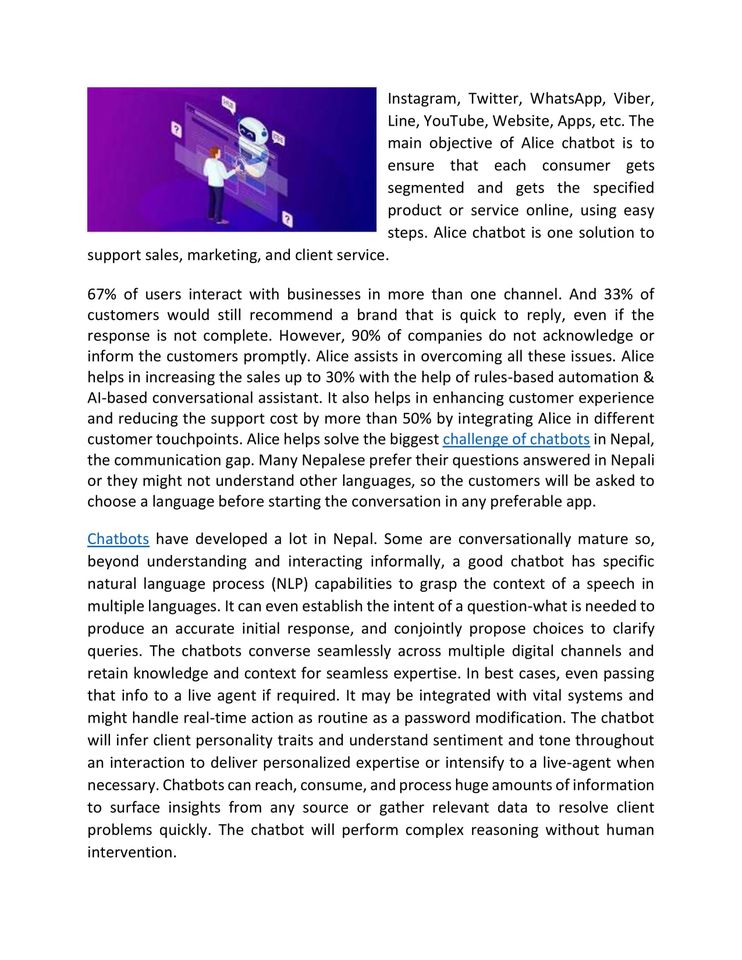 Instagram, Twitter, WhatsApp, Viber,
Line, YouTube, Website, Apps, etc. The
main objective of Alice chatbot is to
ensure that each consumer gets
segmented and gets the specified
product or service online, using easy
steps. Alice chatbot is one solution to
support sales, marketing, and client service.
67% of users interact with businesses in more than one channel. And 33% of
customers would still recommend a brand that is quick to reply, even if the
response is not complete. However, 90% of companies do not acknowledge or
inform the customers promptly. Alice assists in overcoming all these issues. Alice
helps in increasing the sales up to 30% with the help of rules-based automation &
AI-based conversational assistant. It also helps in enhancing customer experience
and reducing the support cost by more than 50% by integrating Alice in different
customer touchpoints. Alice helps solve the biggest challenge of chatbots in Nepal,
the communication gap. Many Nepalese prefer their questions answered in Nepali
or they might not understand other languages, so the customers will be asked to
choose a language before starting the conversation in any preferable app.
Chatbots have developed a lot in Nepal. Some are conversationally mature so,
beyond understanding and interacting informally, a good chatbot has specific
natural language process (NLP) capabilities to grasp the context of a speech in
multiple languages. It can even establish the intent of a question-what is needed to
produce an accurate initial response, and conjointly propose choices to clarify
queries. The chatbots converse seamlessly across multiple digital channels and
retain knowledge and context for seamless expertise. In best cases, even passing
that info to a live agent if required. It may be integrated with vital systems and
might handle real-time action as routine as a password modification. The chatbot
will infer client personality traits and understand sentiment and tone throughout
an interaction to deliver personalized expertise or intensify to a live-agent when
necessary. Chatbots can reach, consume, and process huge amounts of information
to surface insights from any source or gather relevant data to resolve client
problems quickly. The chatbot will perform complex reasoning without human
intervention.